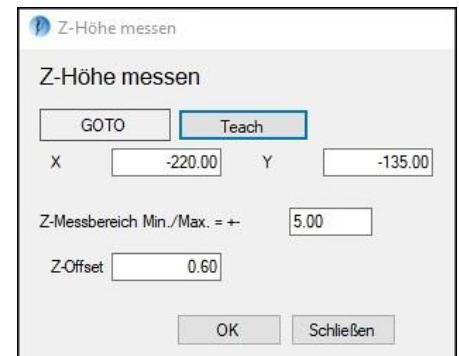 Z-Höhe messen
Z-Höhe messen
GOTO Teach
X -220.00 Y -135.00
Z-Messbereich Min./Max. = +- 5.00
Z-Offset 0.60
OK Schließen